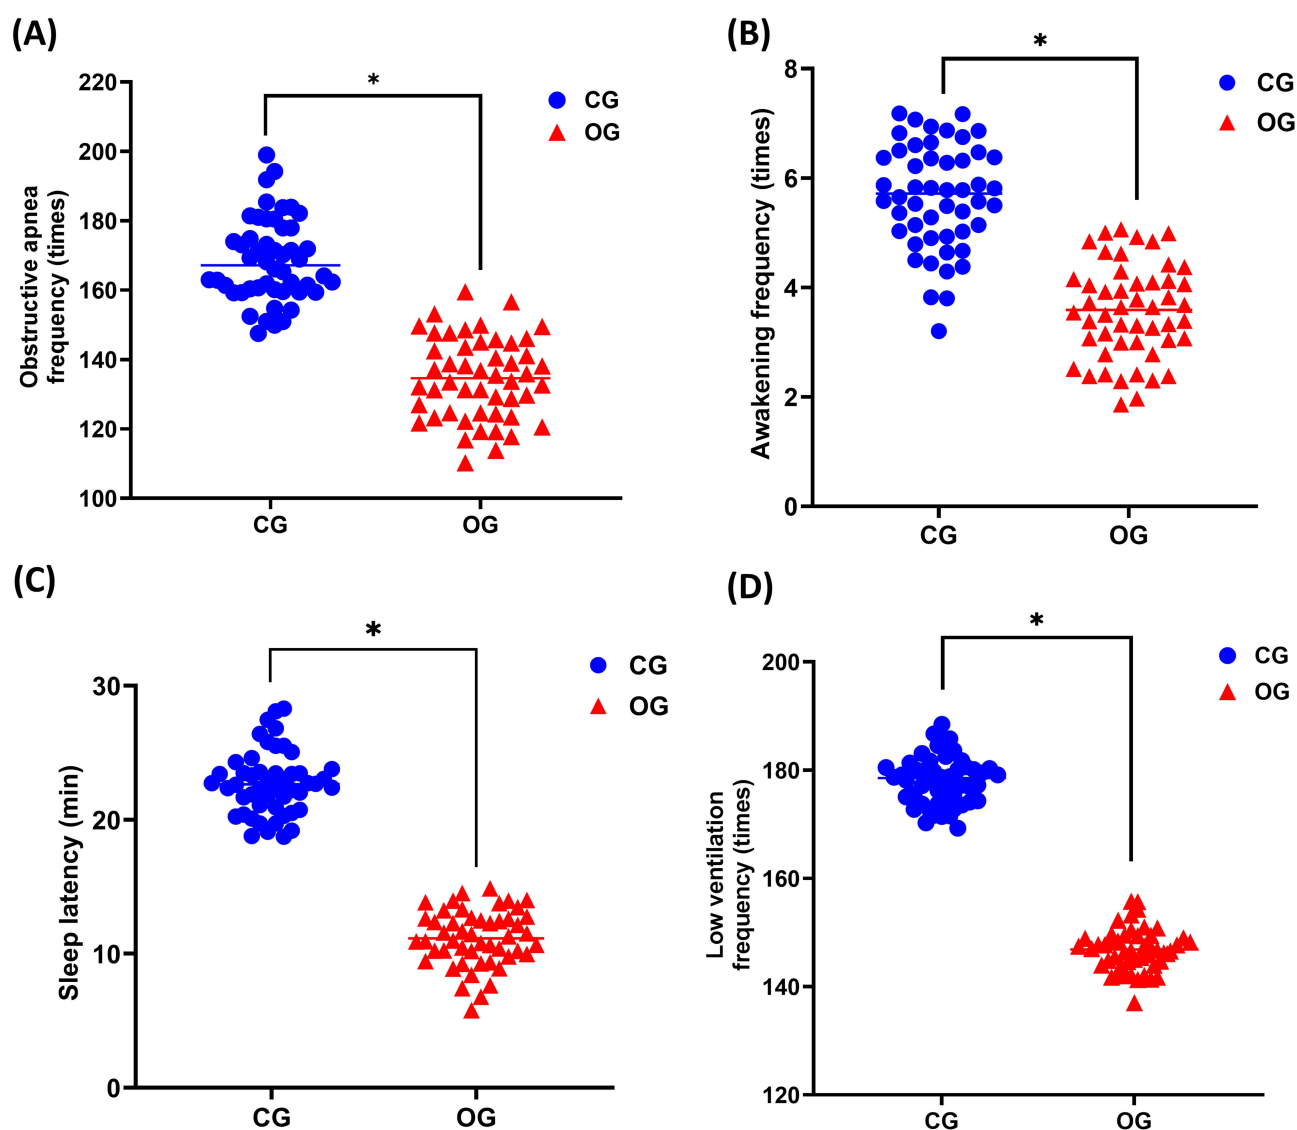 (A)
Obstructive apnea
frequency (times)
220
200
180
160
140
120
100
*
CG
OG
CG
OG
(B)
Awakening frequency (times)
8
6
4
2
0
*
CG
OG
CG
OG
(C)
Sleep latency (min)
30
20
10
0
*
CG
OG
CG
OG
(D)
Low ventilation
frequency (times)
200
180
160
140
120
*
CG
OG
CG
OG